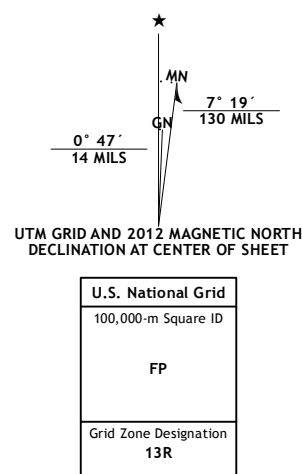 ★
MN
7° 19´
130 MILS
GN
0° 47´
14 MILS
UTM GRID AND 2012 MAGNETIC NORTH
DECLINATION AT CENTER OF SHEET
U.S. National Grid
100,000-m Square ID
FP
Grid Zone Designation
13R